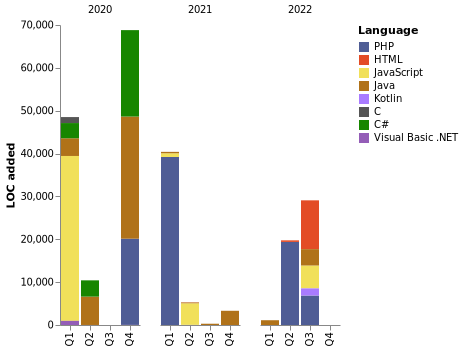 2020 2021 2022
LOC added
70,000
60,000
50,000
40,000
30,000
20,000
10,000
0
Q1 Q2 Q3 Q4 Q1 Q2 Q3 Q4 Q1 Q2 Q3 Q4
Language
PHP
HTML
JavaScript
Java
Kotlin
C
C#
Visual Basic .NET